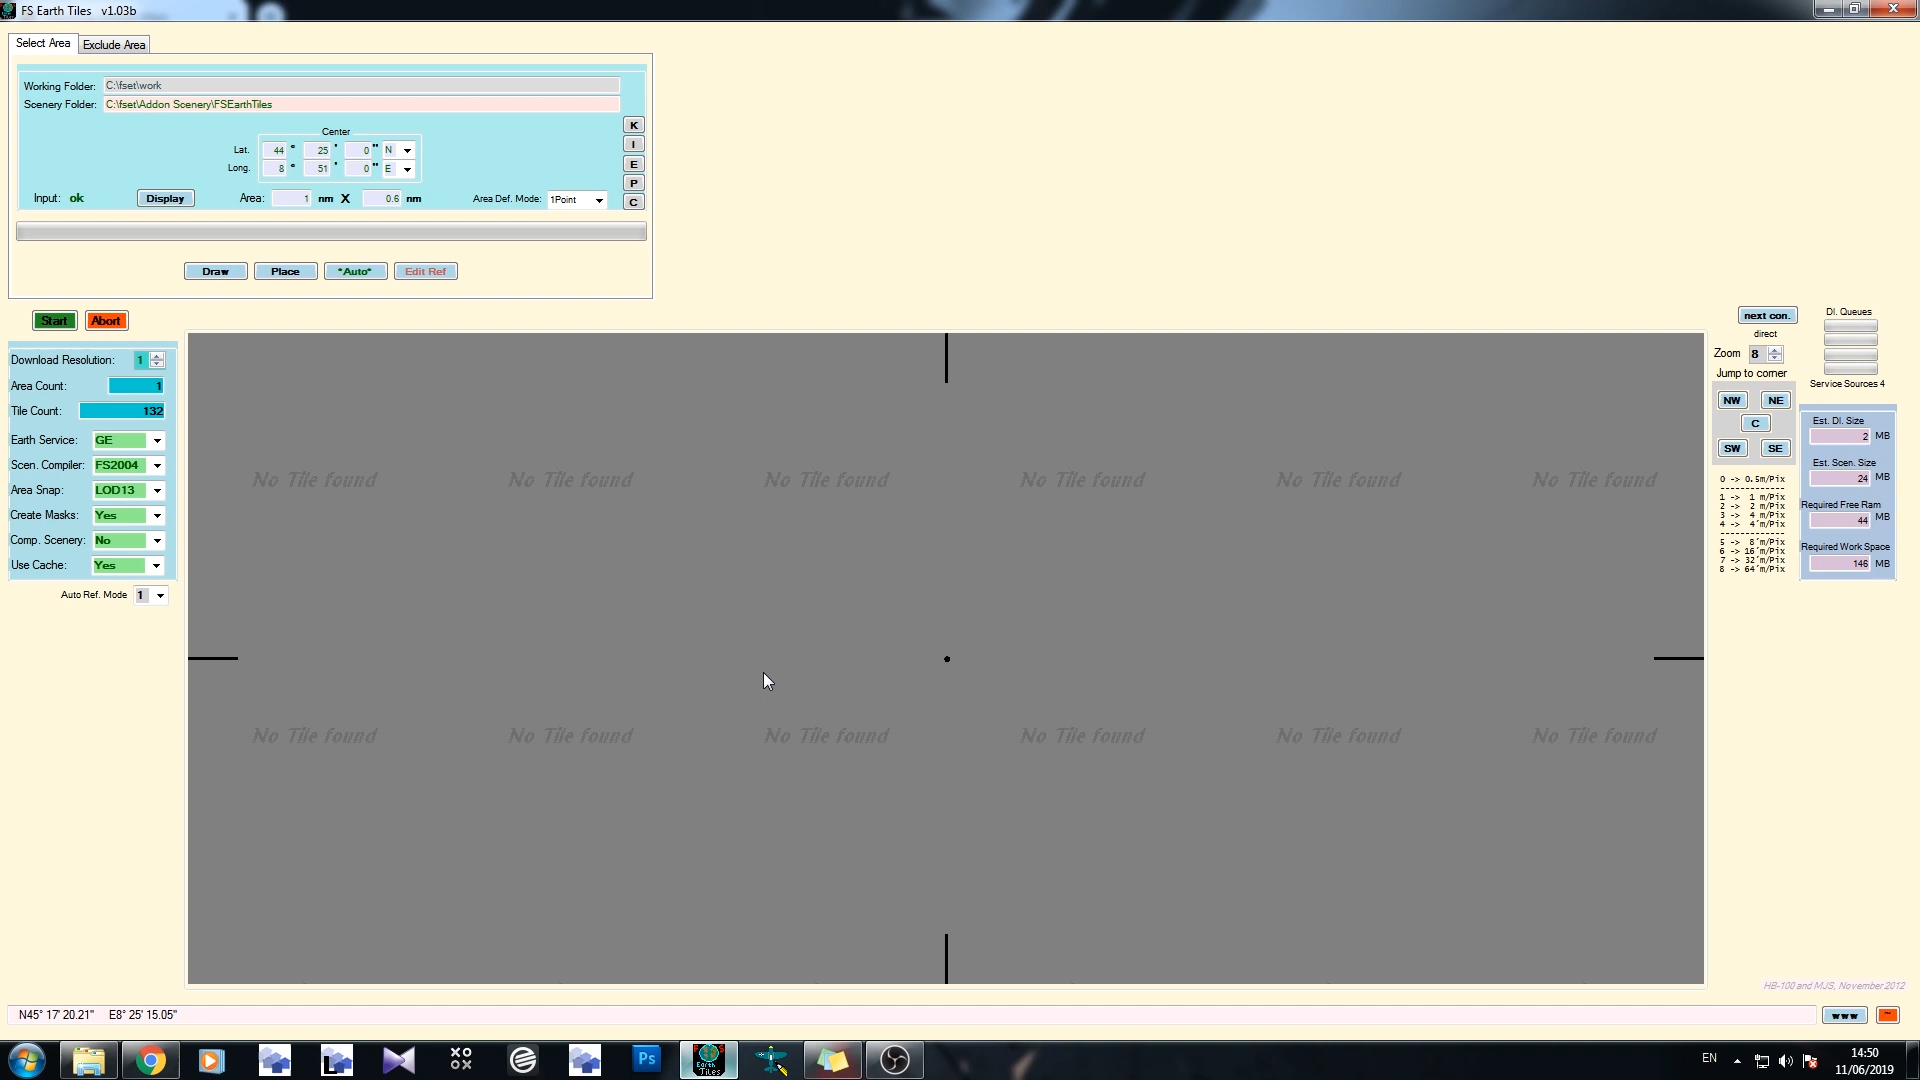 FS Earth Tiles v1.03b
Select Area
Exclude Area
Working Folder: C:\fset\work
Scenery Folder: C:\fset\Addon Scenery\FSEarthTiles
Center
Lat. 44 ° 25 ' 0 " N
Long. 8 ° 51 ' 0 " E
K
I
E
P
C
Input: ok Display Area: 1 nm X 0.6 nm Area Def. Mode: 1Point
Draw Place *Auto* Edit Ref
Start Abort
Download Resolution: 1
Area Count: 1
Tile Count: 132
Earth Service: GE
Scen. Compiler: FS2004
Area Snap: LOD13
Create Masks: Yes
Comp. Scenery: No
Use Cache: Yes
Auto Ref. Mode 1
No Tile found No Tile found No Tile found No Tile found No Tile found No Tile found
No Tile found No Tile found No Tile found No Tile found No Tile found No Tile found
next con.
direct
Zoom 8
Jump to corner
NW NE
C
SW SE
0 -> 0.5m/Pix
---------------
1 -> 1 m/Pix
2 -> 2 m/Pix
3 -> 4 m/Pix
4 -> 4´m/Pix
---------------
5 -> 8´m/Pix
6 -> 16´m/Pix
7 -> 32´m/Pix
8 -> 64´m/Pix
Dl. Queues
Service Sources 4
Est. Dl. Size
2 MB
Est. Scen. Size
24 MB
Required Free Ram
44 MB
Required Work Space
146 MB
HB-100 and MJS, November 2012
N45° 17' 20.21" E8° 25' 15.05"
www ~
L
XO
OX
Ps
FS
Earth
Tiles
EN
14:50
11/06/2019